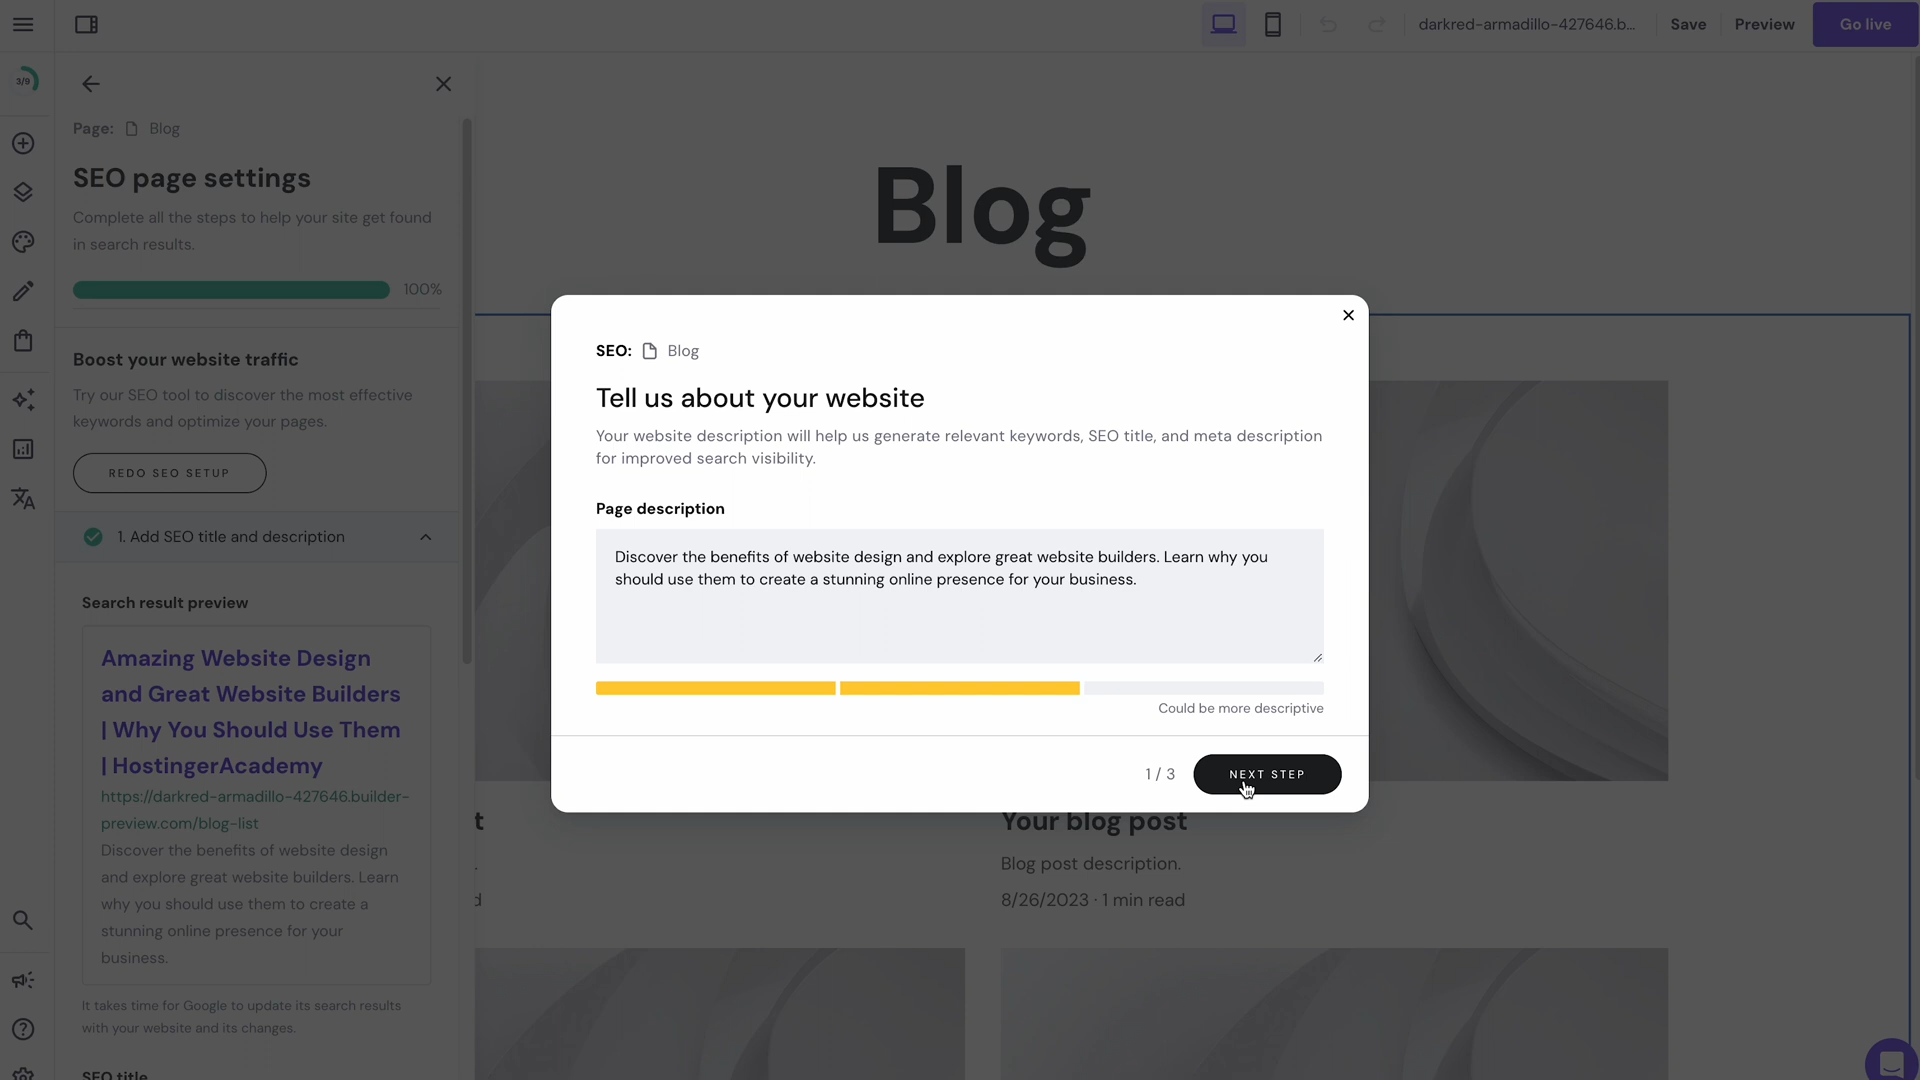 darkred-armadillo-427646.b...
Save
Preview
Go live
3/9
Page:
Blog
SEO page settings
Complete all the steps to help your site get found
in search results.
100%
Boost your website traffic
Try our SEO tool to discover the most effective
keywords and optimize your pages.
REDO SEO SETUP
1. Add SEO title and description
Search result preview
Amazing Website Design
and Great Website Builders
| Why You Should Use Them
| HostingerAcademy
https://darkred-armadillo-427646.builder-
preview.com/blog-list
Discover the benefits of website design
and explore great website builders. Learn
why you should use them to create a
stunning online presence for your
business.
It takes time for Google to update its search results
with your website and its changes.
SEO title
Blog
SEO:
Blog
Tell us about your website
Your website description will help us generate relevant keywords, SEO title, and meta description
for improved search visibility.
Page description
Discover the benefits of website design and explore great website builders. Learn why you
should use them to create a stunning online presence for your business.
Could be more descriptive
1 / 3
NEXT STEP
t
.
d
Your blog post
Blog post description.
8/26/2023 · 1 min read